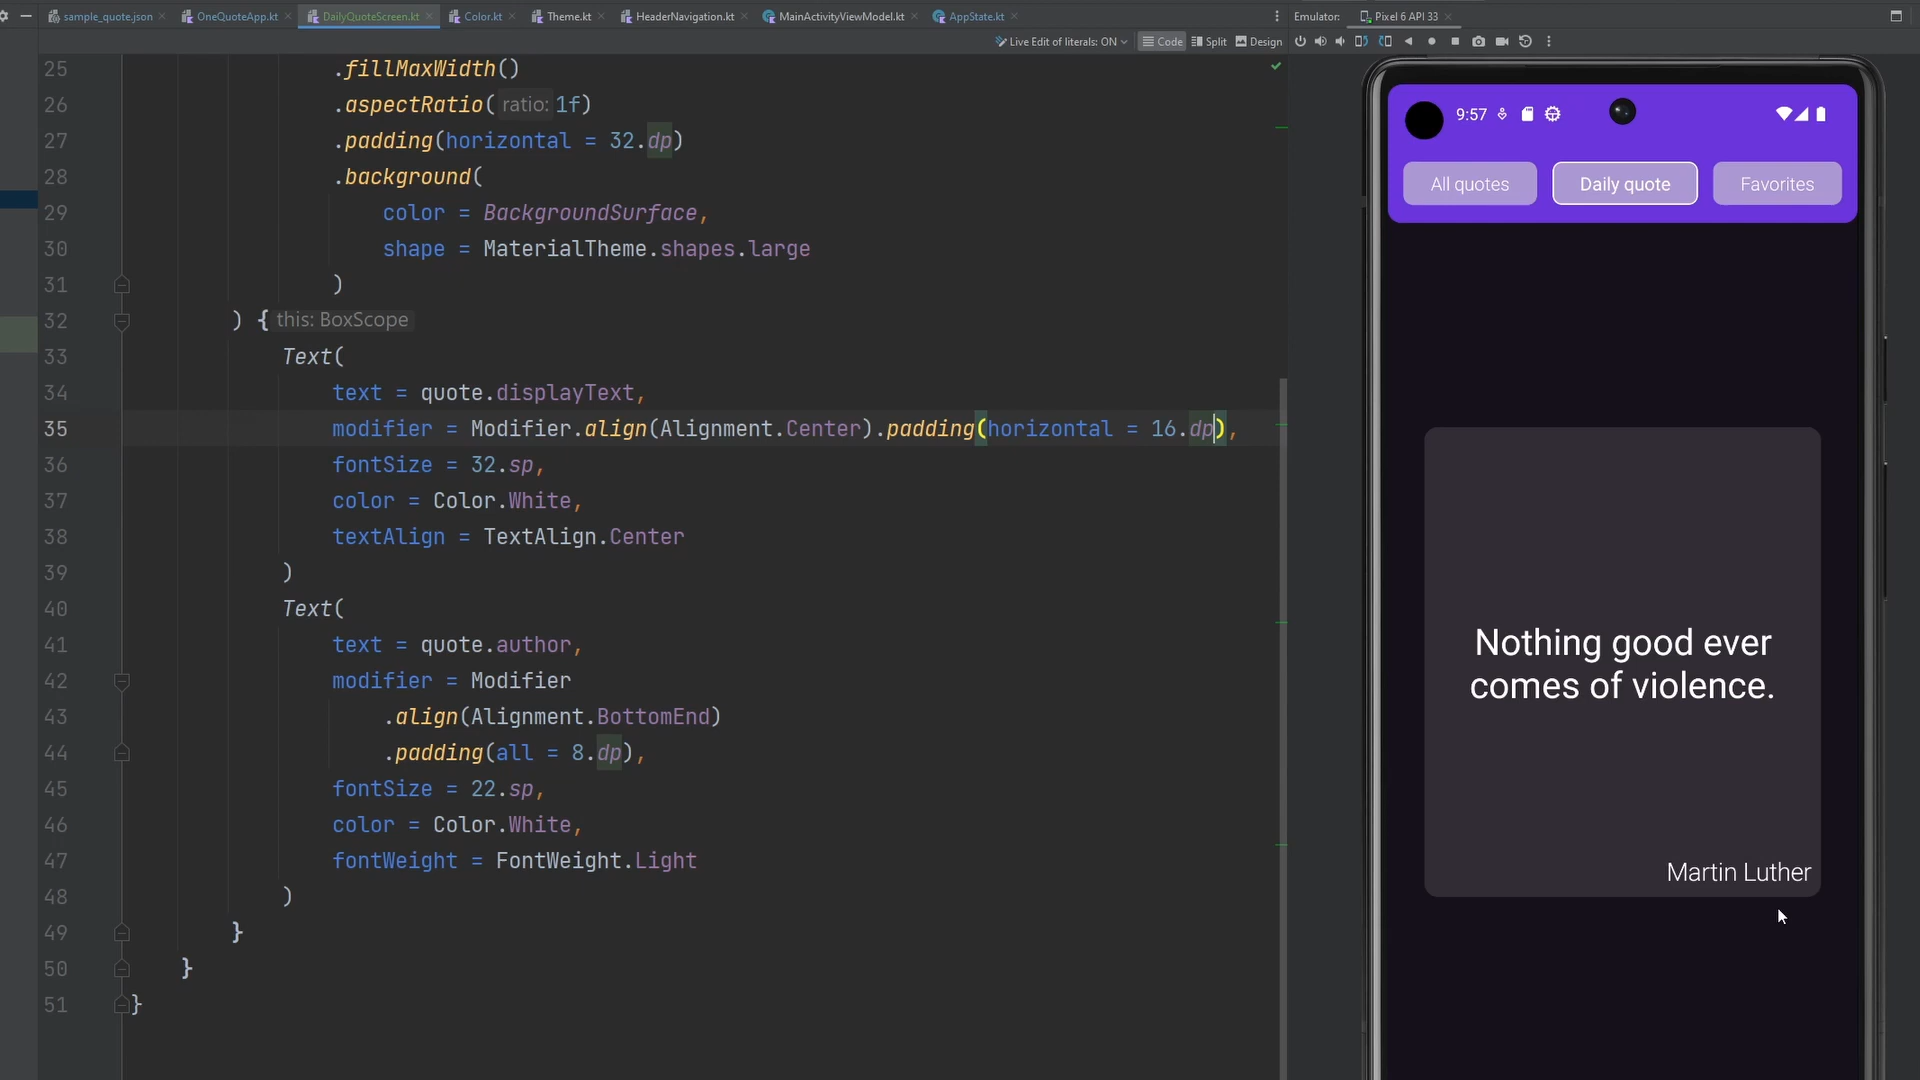 sample_quote.json OneQuoteApp.kt DailyQuoteScreen.kt Color.kt Theme.kt HeaderNavigation.kt MainActivityViewModel.kt AppState.kt Emulator: Pixel 6 API 33
Live Edit of literals: ON Code Split Design
25 .fillMaxWidth()
26 .aspectRatio( ratio: 1f)
27 .padding(horizontal = 32.dp)
28 .background(
29 color = BackgroundSurface,
30 shape = MaterialTheme.shapes.large
31 )
32 ) { this: BoxScope
33 Text(
34 text = quote.displayText,
35 modifier = Modifier.align(Alignment.Center).padding(horizontal = 16.dp),
36 fontSize = 32.sp,
37 color = Color.White,
38 textAlign = TextAlign.Center
39 )
40 Text(
41 text = quote.author,
42 modifier = Modifier
43 .align(Alignment.BottomEnd)
44 .padding(all = 8.dp),
45 fontSize = 22.sp,
46 color = Color.White,
47 fontWeight = FontWeight.Light
48 )
49 }
50 }
51 }
9:57
All quotes Daily quote Favorites
Nothing good ever
comes of violence.
Martin Luther